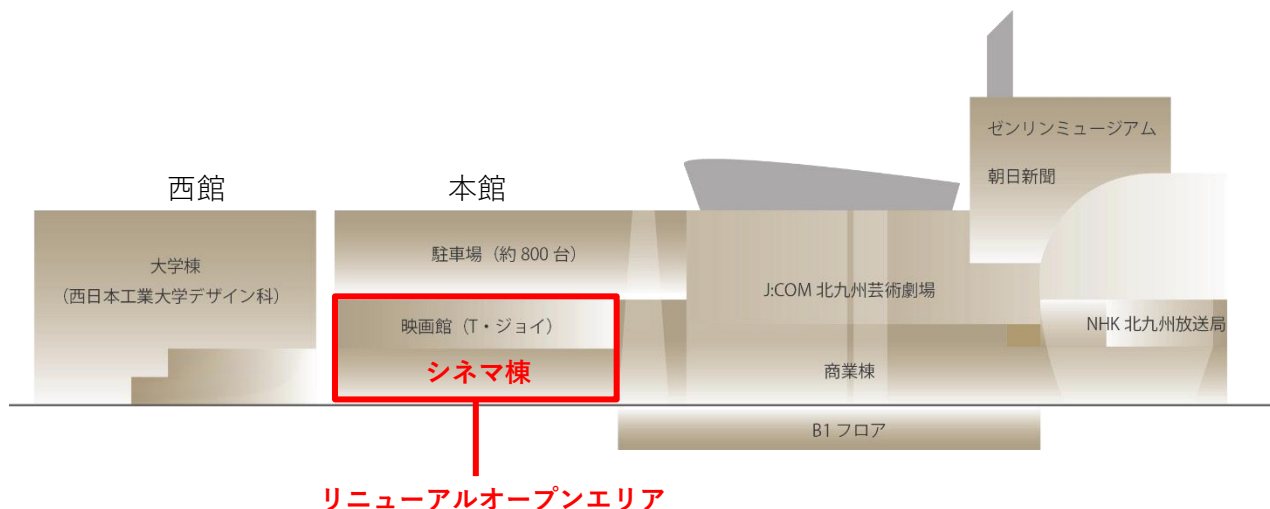 西館
本館
大学棟
(西日本工業大学デザイン科)
駐車場（約 800 台）
映画館（T・ジョイ）
シネマ棟
リニューアルオープンエリア
J:COM 北九州芸術劇場
商業棟
B1 フロア
ゼンリンミュージアム
朝日新聞
NHK 北九州放送局